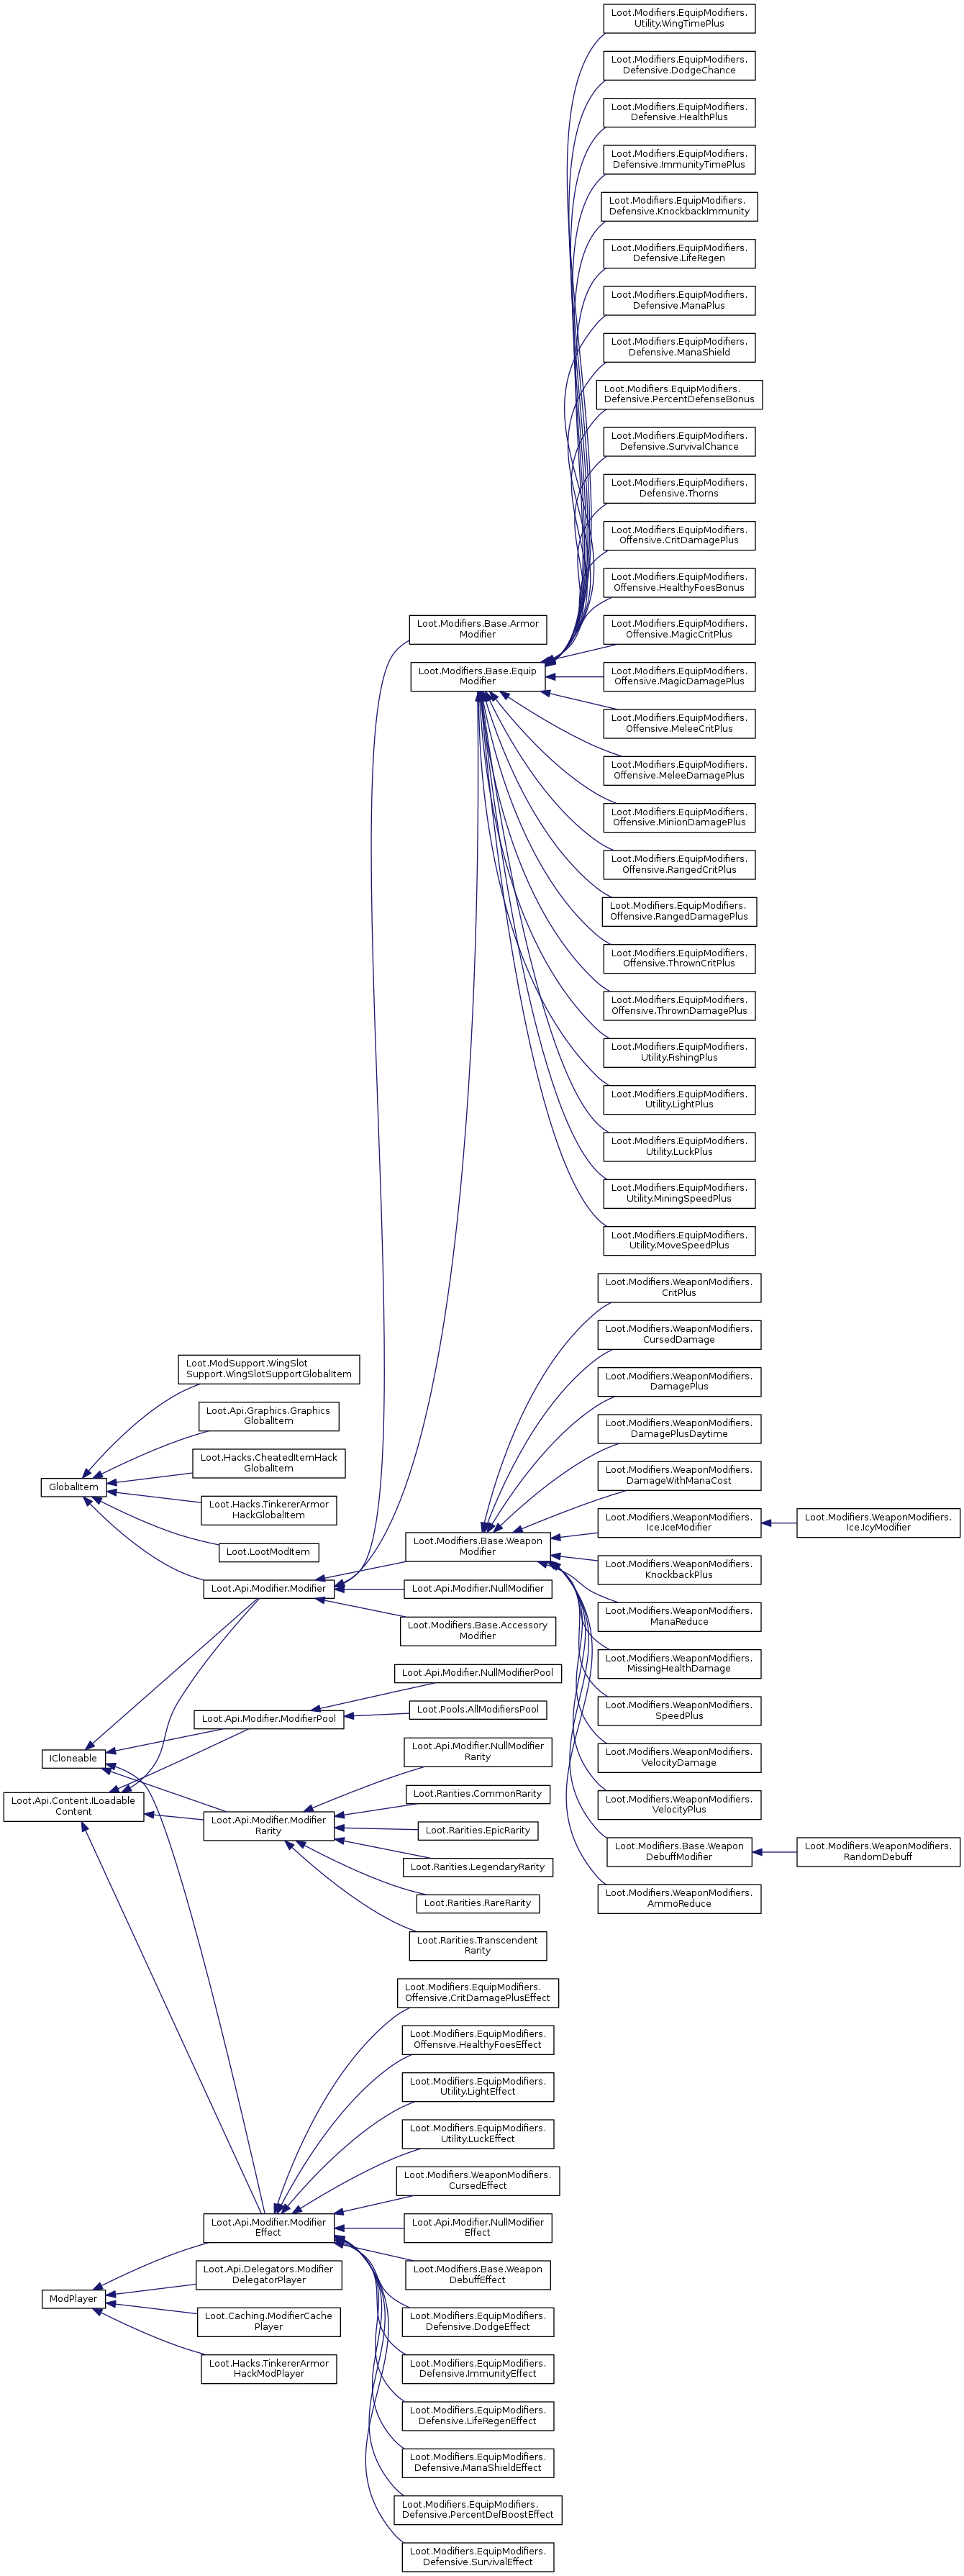 Loot.Modifiers.EquipModifiers.
Utility.WingTimePlus
Loot.Modifiers.EquipModifiers.
Defensive.DodgeChance
Loot.Modifiers.EquipModifiers.
Defensive.HealthPlus
Loot.Modifiers.EquipModifiers.
Defensive.ImmunityTimePlus
Loot.Modifiers.EquipModifiers.
Defensive.KnockbackImmunity
Loot.Modifiers.EquipModifiers.
Defensive.LifeRegen
Loot.Modifiers.EquipModifiers.
Defensive.ManaPlus
Loot.Modifiers.EquipModifiers.
Defensive.ManaShield
Loot.Modifiers.EquipModifiers.
Defensive.PercentDefenseBonus
Loot.Modifiers.EquipModifiers.
Defensive.SurvivalChance
Loot.Modifiers.EquipModifiers.
Defensive.Thorns
Loot.Modifiers.EquipModifiers.
Offensive.CritDamagePlus
Loot.Modifiers.EquipModifiers.
Offensive.HealthyFoesBonus
Loot.Modifiers.Base.Armor
Modifier
Loot.Modifiers.EquipModifiers.
Offensive.MagicCritPlus
Loot.Modifiers.Base.Equip
Modifier
Loot.Modifiers.EquipModifiers.
Offensive.MagicDamagePlus
Loot.Modifiers.EquipModifiers.
Offensive.MeleeCritPlus
Loot.Modifiers.EquipModifiers.
Offensive.MeleeDamagePlus
Loot.Modifiers.EquipModifiers.
Offensive.MinionDamagePlus
Loot.Modifiers.EquipModifiers.
Offensive.RangedCritPlus
Loot.Modifiers.EquipModifiers.
Offensive.RangedDamagePlus
Loot.Modifiers.EquipModifiers.
Offensive.ThrownCritPlus
Loot.Modifiers.EquipModifiers.
Offensive.ThrownDamagePlus
Loot.Modifiers.EquipModifiers.
Utility.FishingPlus
Loot.Modifiers.EquipModifiers.
Utility.LightPlus
Loot.Modifiers.EquipModifiers.
Utility.LuckPlus
Loot.Modifiers.EquipModifiers.
Utility.MiningSpeedPlus
Loot.Modifiers.EquipModifiers.
Utility.MoveSpeedPlus
Loot.Modifiers.WeaponModifiers.
CritPlus
Loot.Modifiers.WeaponModifiers.
CursedDamage
Loot.ModSupport.WingSlot
Support.WingSlotSupportGlobalItem
Loot.Modifiers.WeaponModifiers.
DamagePlus
Loot.Api.Graphics.Graphics
GlobalItem
Loot.Modifiers.WeaponModifiers.
DamagePlusDaytime
Loot.Hacks.CheatedItemHack
GlobalItem
Loot.Modifiers.WeaponModifiers.
DamageWithManaCost
GlobalItem
Loot.Hacks.TinkererArmor
HackGlobalItem
Loot.Modifiers.WeaponModifiers.
Ice.IceModifier
Loot.Modifiers.WeaponModifiers.
Ice.IcyModifier
Loot.LootModItem
Loot.Modifiers.Base.Weapon
Modifier
Loot.Modifiers.WeaponModifiers.
KnockbackPlus
Loot.Api.Modifier.Modifier
Loot.Api.Modifier.NullModifier
Loot.Modifiers.WeaponModifiers.
ManaReduce
Loot.Modifiers.Base.Accessory
Modifier
Loot.Modifiers.WeaponModifiers.
MissingHealthDamage
Loot.Api.Modifier.NullModifierPool
Loot.Modifiers.WeaponModifiers.
SpeedPlus
Loot.Pools.AllModifiersPool
Loot.Api.Modifier.ModifierPool
Loot.Api.Modifier.NullModifier
Rarity
Loot.Modifiers.WeaponModifiers.
VelocityDamage
ICloneable
Loot.Rarities.CommonRarity
Loot.Modifiers.WeaponModifiers.
VelocityPlus
Loot.Api.Content.ILoadable
Content
Loot.Api.Modifier.Modifier
Rarity
Loot.Rarities.EpicRarity
Loot.Modifiers.Base.Weapon
DebuffModifier
Loot.Modifiers.WeaponModifiers.
RandomDebuff
Loot.Rarities.LegendaryRarity
Loot.Modifiers.WeaponModifiers.
AmmoReduce
Loot.Rarities.RareRarity
Loot.Rarities.Transcendent
Rarity
Loot.Modifiers.EquipModifiers.
Offensive.CritDamagePlusEffect
Loot.Modifiers.EquipModifiers.
Offensive.HealthyFoesEffect
Loot.Modifiers.EquipModifiers.
Utility.LightEffect
Loot.Modifiers.EquipModifiers.
Utility.LuckEffect
Loot.Modifiers.WeaponModifiers.
CursedEffect
Loot.Api.Modifier.Modifier
Effect
Loot.Api.Modifier.NullModifier
Effect
Loot.Modifiers.Base.Weapon
DebuffEffect
Loot.Api.Delegators.Modifier
DelegatorPlayer
ModPlayer
Loot.Caching.ModifierCache
Player
Loot.Modifiers.EquipModifiers.
Defensive.DodgeEffect
Loot.Hacks.TinkererArmor
HackModPlayer
Loot.Modifiers.EquipModifiers.
Defensive.ImmunityEffect
Loot.Modifiers.EquipModifiers.
Defensive.LifeRegenEffect
Loot.Modifiers.EquipModifiers.
Defensive.ManaShieldEffect
Loot.Modifiers.EquipModifiers.
Defensive.PercentDefBoostEffect
Loot.Modifiers.EquipModifiers.
Defensive.SurvivalEffect